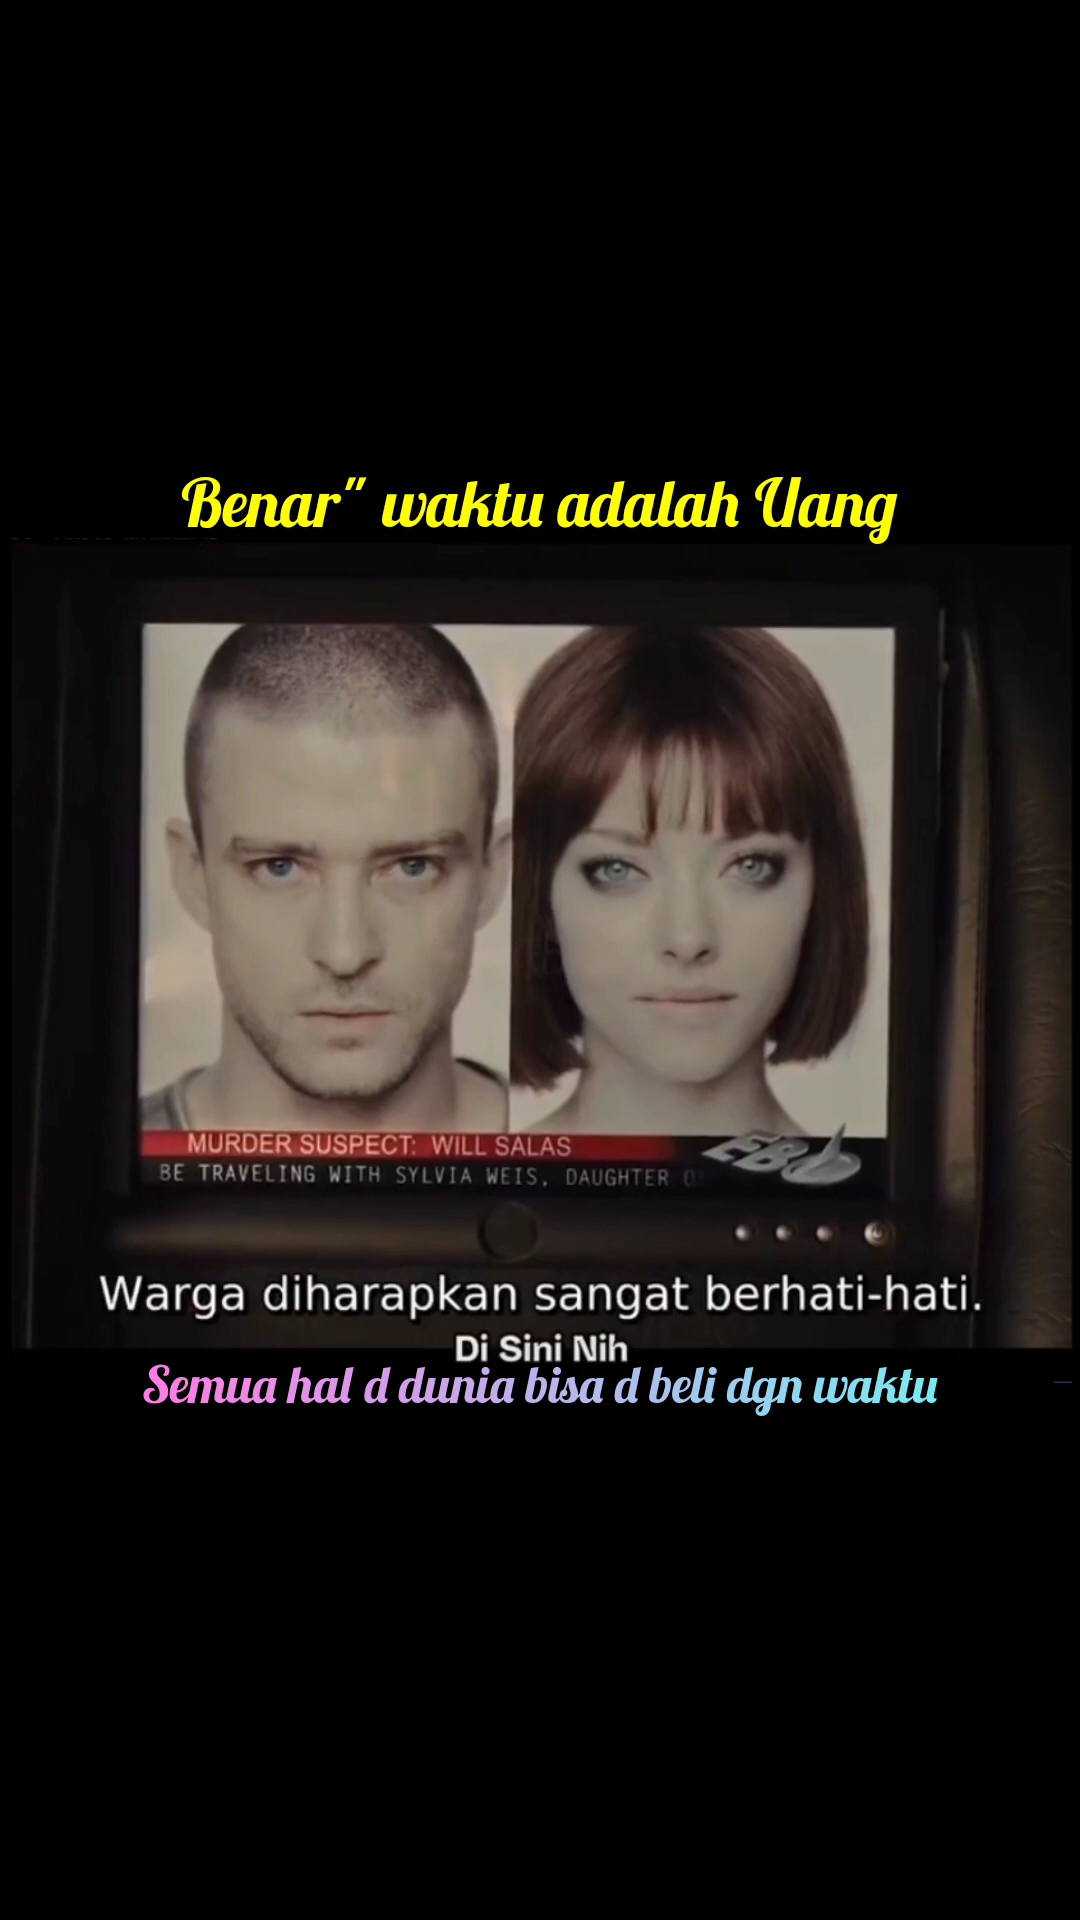 Benar" waktu adalah Uang
MURDER SUSPECT: WILL SALAS
BE TRAVELING WITH SYLVIA WEIS, DAUGHTER O
Warga diharapkan sangat berhati-hati.
Di Sini Nih
Semua hal d dunia bisa d beli dgn waktu